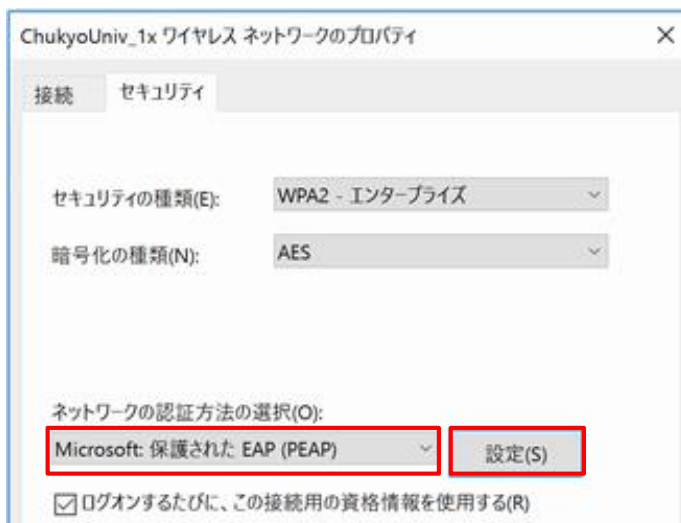 ChukyoUniv_1x ワイヤレス ネットワークのプロパティ
接続 セキュリティ
セキュリティの種類(E): WPA2 - エンタープライズ
暗号化の種類(N): AES
ネットワークの認証方法の選択(O):
Microsoft: 保護された EAP (PEAP) 設定(S)
ログオンするたびに、この接続用の資格情報を使用する(R)